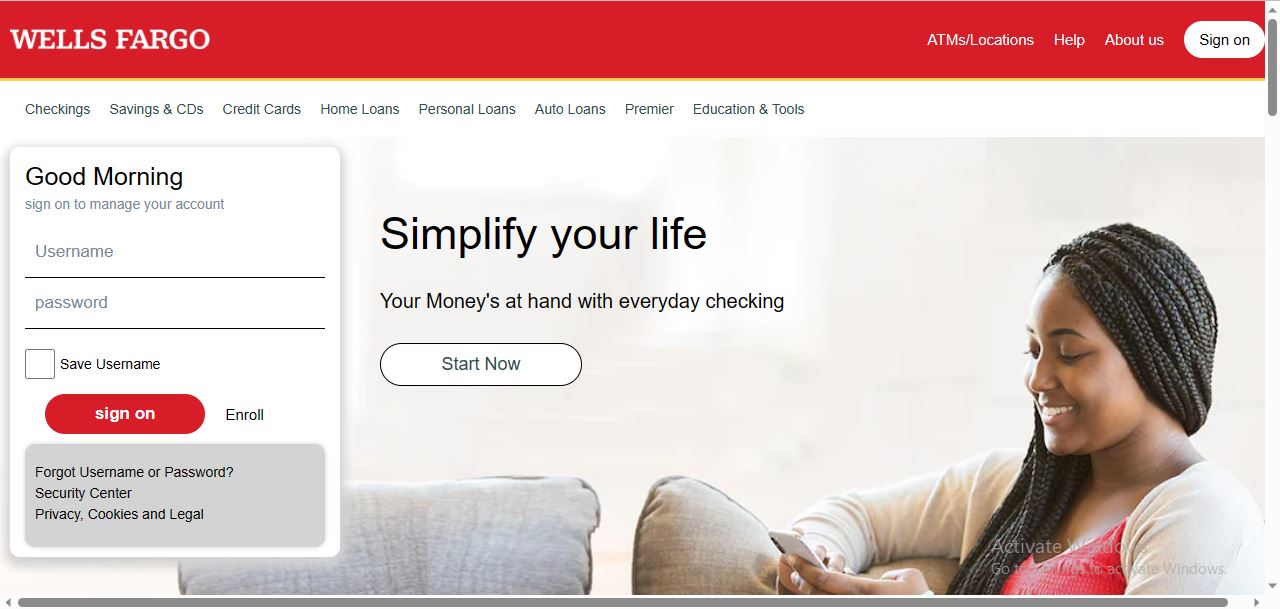 WELLS FARGO
ATMs/Locations Help About us Sign on
Checkings Savings & CDs Credit Cards Home Loans Personal Loans Auto Loans Premier Education & Tools
Good Morning
sign on to manage your account
Username
password
Save Username
sign on Enroll
Forgot Username or Password?
Security Center
Privacy, Cookies and Legal
Simplify your life
Your Money's at hand with everyday checking
Start Now
Activate Windows
Go to Settings to activate Windows.